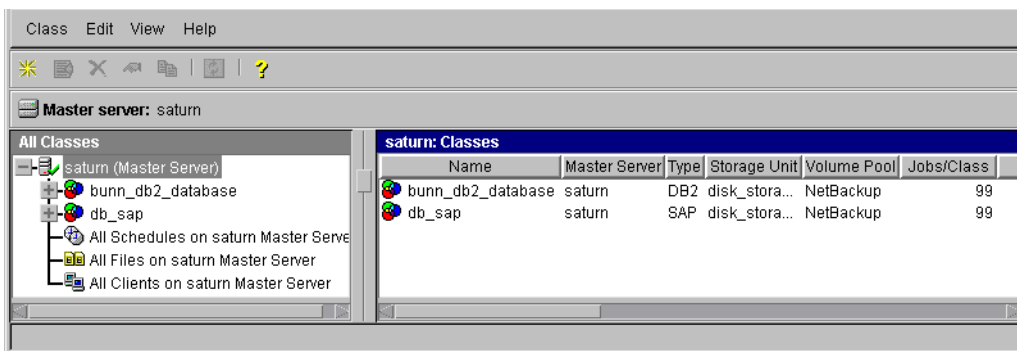 Class Edit View Help
?
Master server: saturn
All Classes
saturn (Master Server)
bunn_db2_database
db_sap
All Schedules on saturn Master Serve
All Files on saturn Master Server
All Clients on saturn Master Server
saturn: Classes
Name Master Server Type Storage Unit Volume Pool Jobs/Class
bunn_db2_database saturn DB2 disk_stora... NetBackup 99
db_sap saturn SAP disk_stora... NetBackup 99